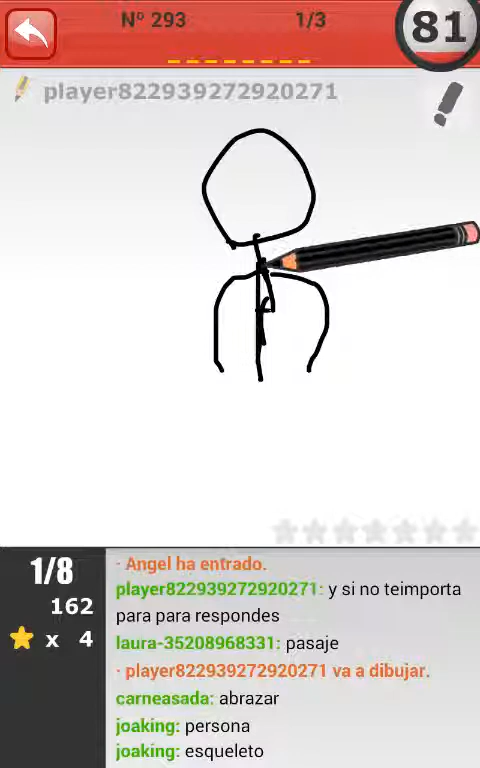 Nº 293 1/3 81
player822939272920271
1/8
162
x 4
· Angel ha entrado.
player822939272920271: y si no teimporta
para para respondes
laura-35208968331: pasaje
· player822939272920271 va a dibujar.
carneasada: abrazar
joaking: persona
joaking: esqueleto